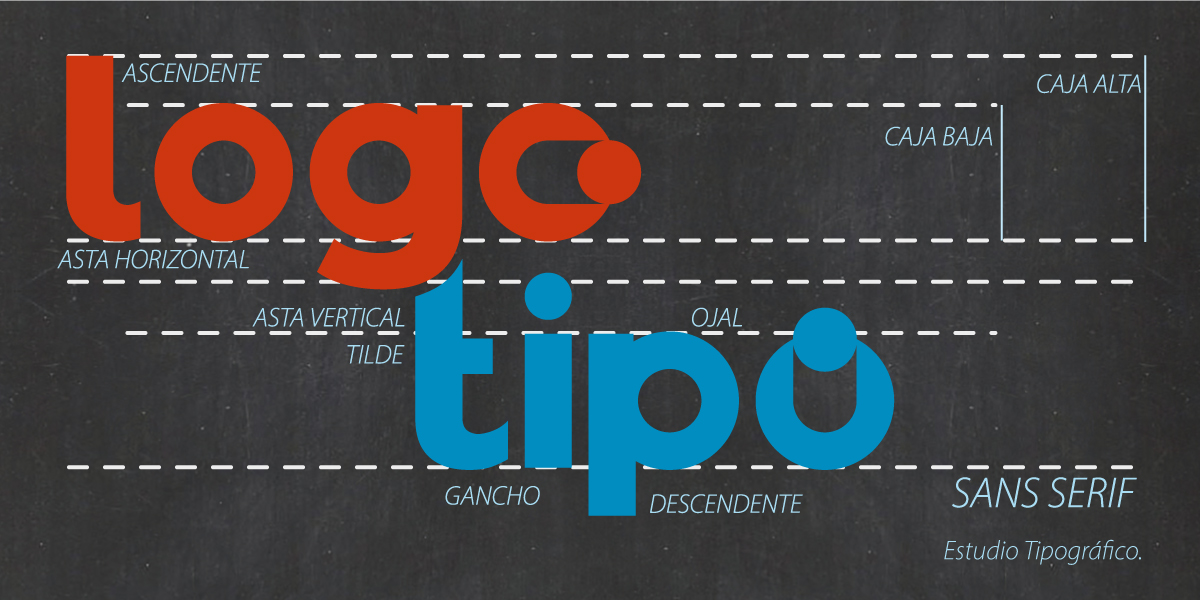 ASCENDENTE
CAJA ALTA
CAJA BAJA
logo
ASTA HORIZONTAL
ASTA VERTICAL
OJAL
TILDE
tipo
GANCHO
DESCENDENTE
SANS SERIF
Estudio Tipográfico.